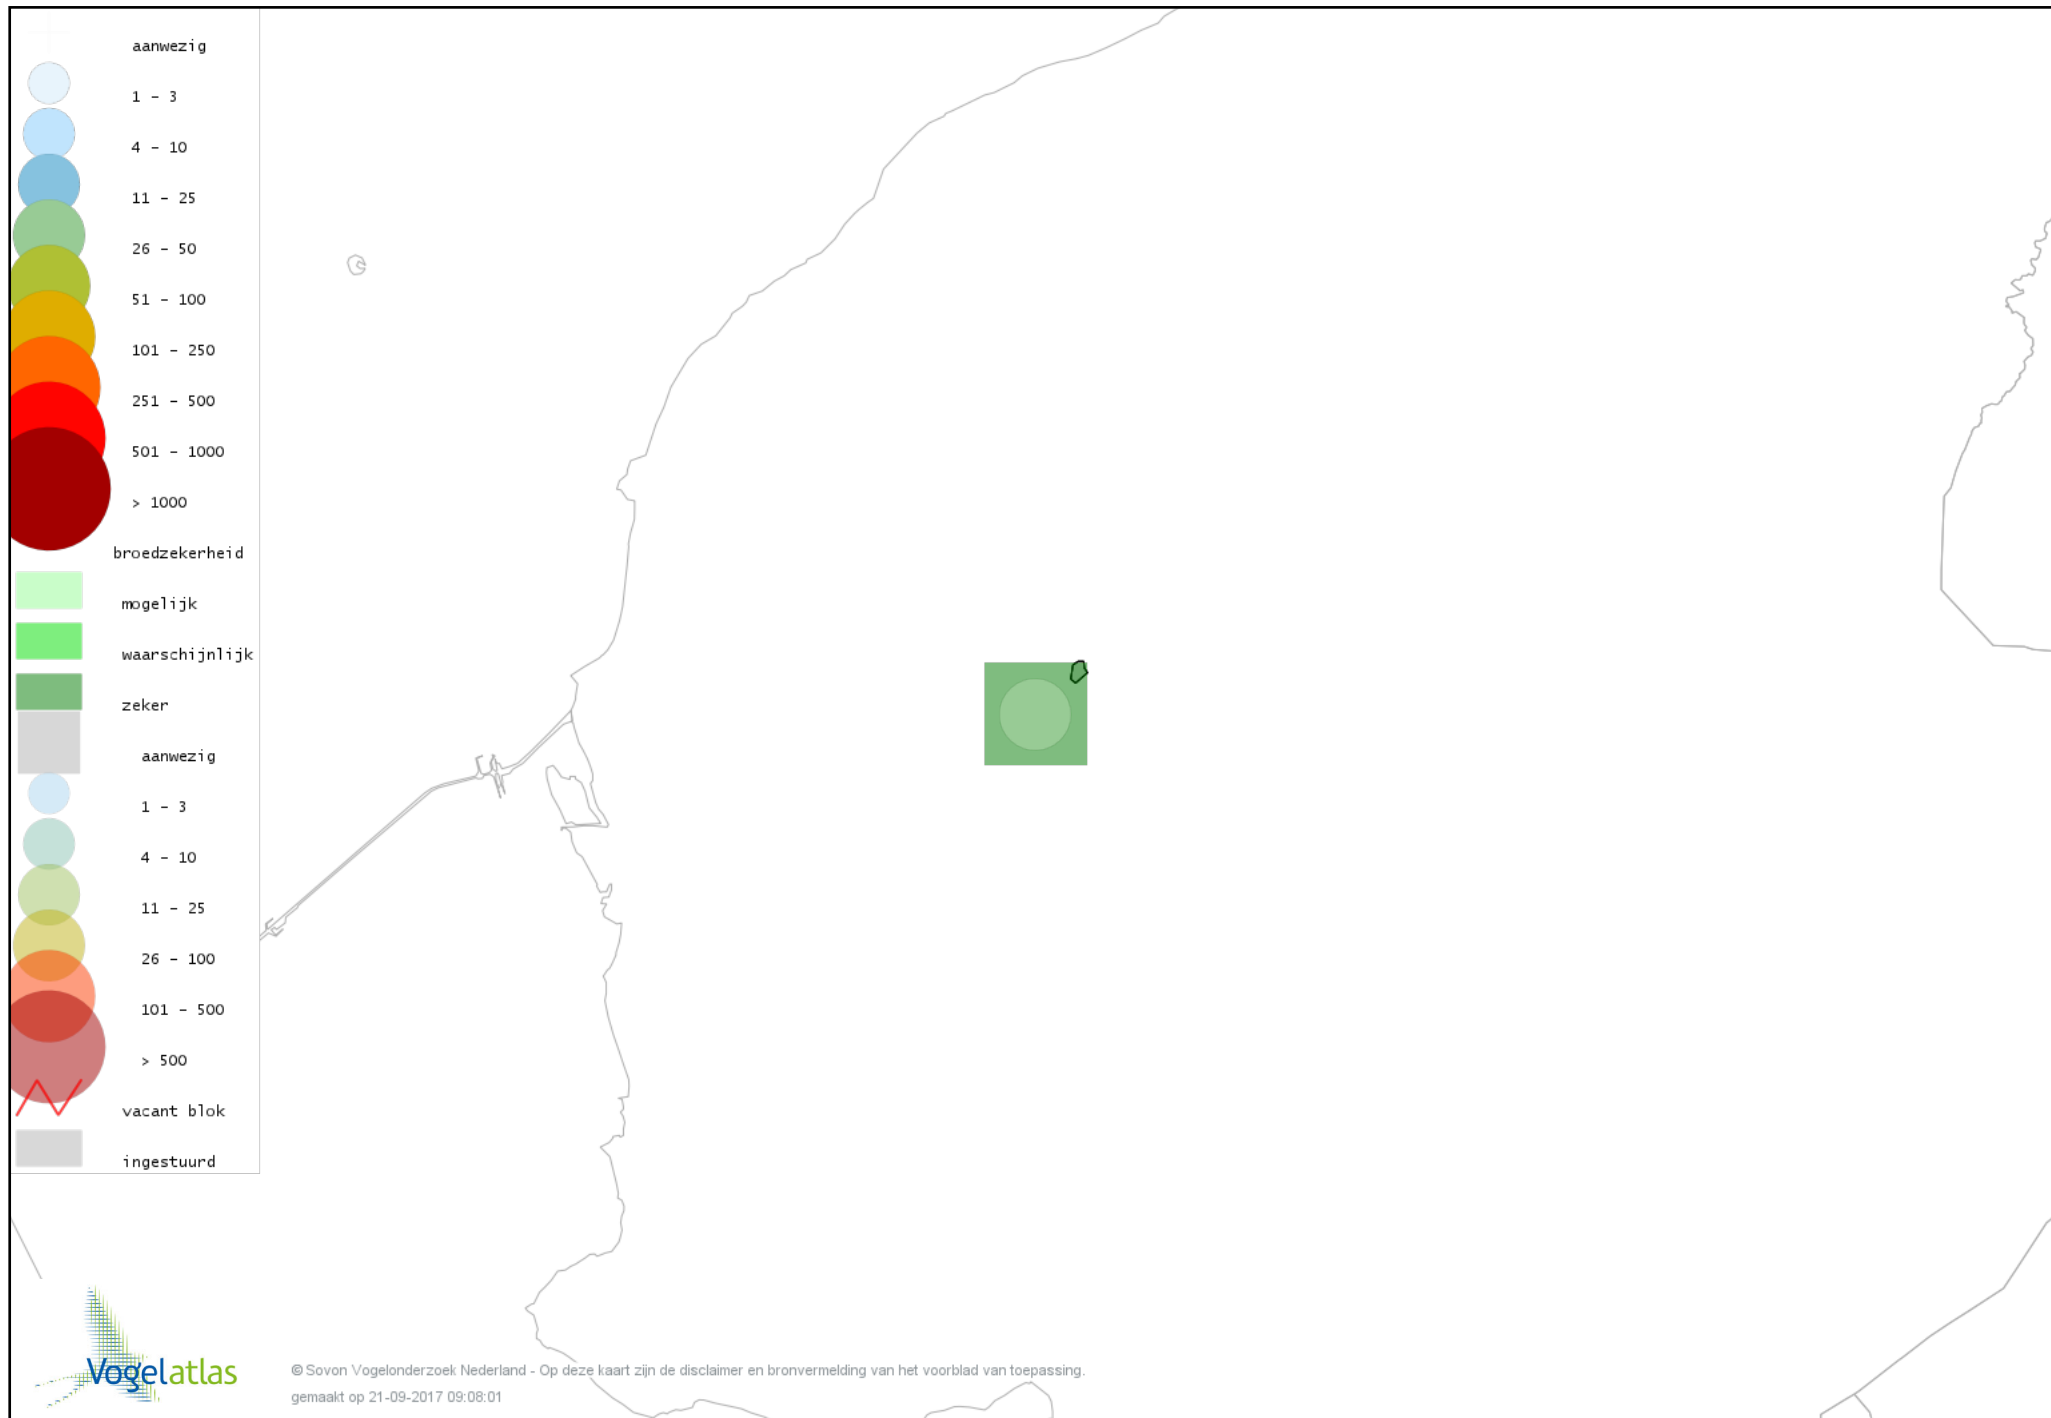 aanwezig
1 - 3
4 - 10
11 - 25
26 - 50
51 - 100
101 - 250
251 - 500
501 - 1000
> 1000
broedzekerheid
mogelijk
waarschijnlijk
zeker
aanwezig
1 - 3
4 - 10
11 - 25
26 - 100
101 - 500
> 500
vacant blok
ingestuurd
Vogelatlas
© Sovon Vogelonderzoek Nederland - Op deze kaart zijn de disclaimer en bronvermelding van het voorblad van toepassing.
gemaakt op 21-09-2017 09:08:01